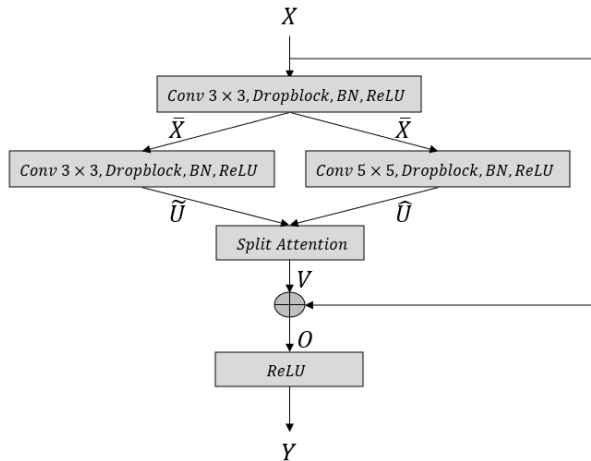 X
Conv 3 × 3, Dropblock, BN, ReLU
X̄ X̄
Conv 3 × 3, Dropblock, BN, ReLU Conv 5 × 5, Dropblock, BN, ReLU
Ũ Û
Split Attention
V
O
ReLU
Y